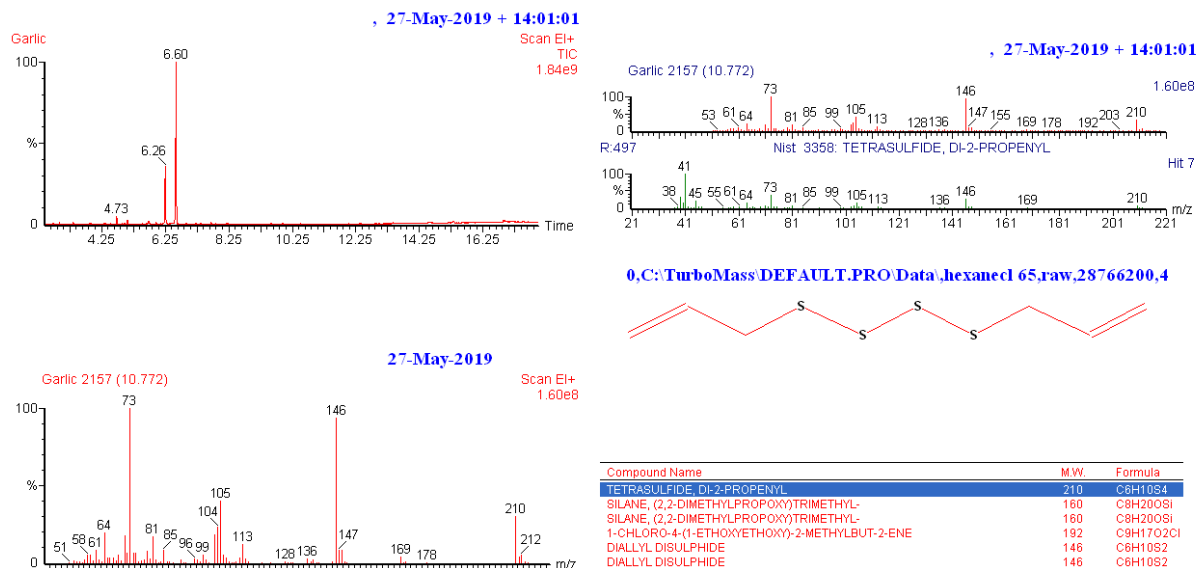 , 27-May-2019 + 14:01:01
Garlic
Scan EI+
TIC
1.84e9
100
%
0
6.60
6.26
4.73
4.25 6.25 8.25 10.25 12.25 14.25 16.25
Time
, 27-May-2019 + 14:01:01
Garlic 2157 (10.772)
1.60e8
100
%
0
53 61 64 73 81 85 99 105 113 128 136 146 147 155 169 178 192 203 210
R:497
Nist 3358: TETRASULFIDE, DI-2-PROPENYL
Hit 7
100
%
0
38 41 45 55 61 64 73 81 85 99 105 113 136 146 169 210
m/z
21 41 61 81 101 121 141 161 181 201 221
0,C:\TurboMass\DEFAULT.PRO\Data\,hexanecl 65,raw,28766200,4
S S
S S
27-May-2019
Garlic 2157 (10.772)
Scan EI+
1.60e8
100
%
0
51 58 61 64 73 81 85 96 99 104 105 113 128 136 146 147 169 178 210 212
m/z
Compound Name M.W. Formula
TETRASULFIDE, DI-2-PROPENYL 210 C6H10S4
SILANE, (2,2-DIMETHYLPROPOXY)TRIMETHYL- 160 C8H20OSi
SILANE, (2,2-DIMETHYLPROPOXY)TRIMETHYL- 160 C8H20OSi
1-CHLORO-4-(1-ETHOXYETHOXY)-2-METHYLBUT-2-ENE 192 C9H17O2Cl
DIALLYL DISULPHIDE 146 C6H10S2
DIALLYL DISULPHIDE 146 C6H10S2